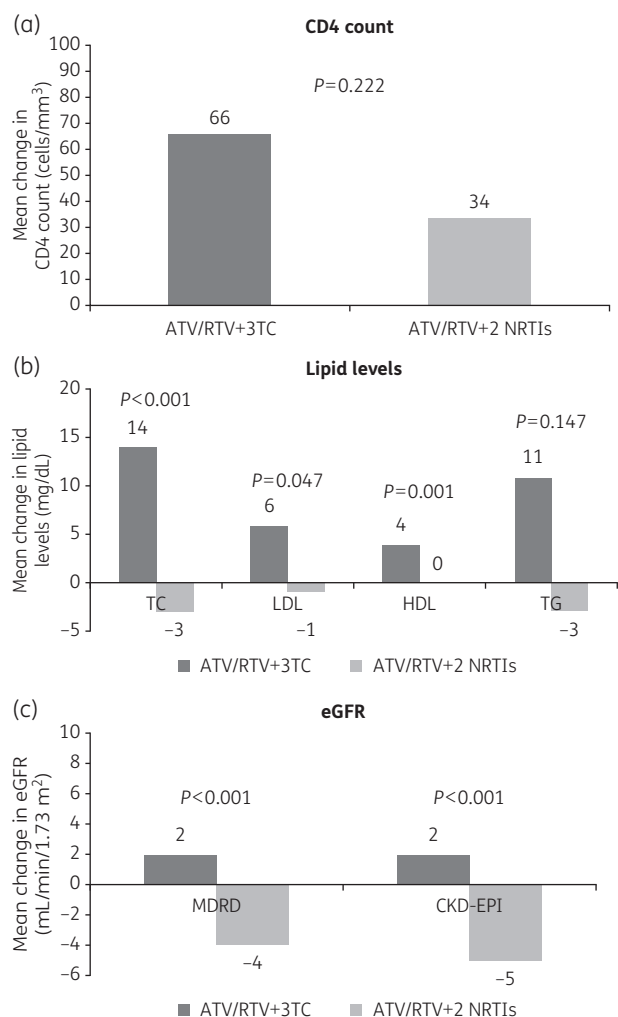 (a)
CD4 count
Mean change in
CD4 count (cells/mm³)
100
90
80
70
60
50
40
30
20
10
0
P=0.222
66
34
ATV/RTV+3TC
ATV/RTV+2 NRTIs
(b)
Lipid levels
Mean change in lipid
levels (mg/dL)
20
15
10
5
0
−5
P<0.001
14
P=0.047
6
P=0.001
4
0
P=0.147
11
TC
LDL
HDL
TG
−3
−1
−3
ATV/RTV+3TC
ATV/RTV+2 NRTIs
(c)
eGFR
Mean change in eGFR
(mL/min/1.73 m²)
10
8
6
4
2
0
−2
−4
−6
P<0.001
2
P<0.001
2
MDRD
CKD-EPI
−4
−5
ATV/RTV+3TC
ATV/RTV+2 NRTIs